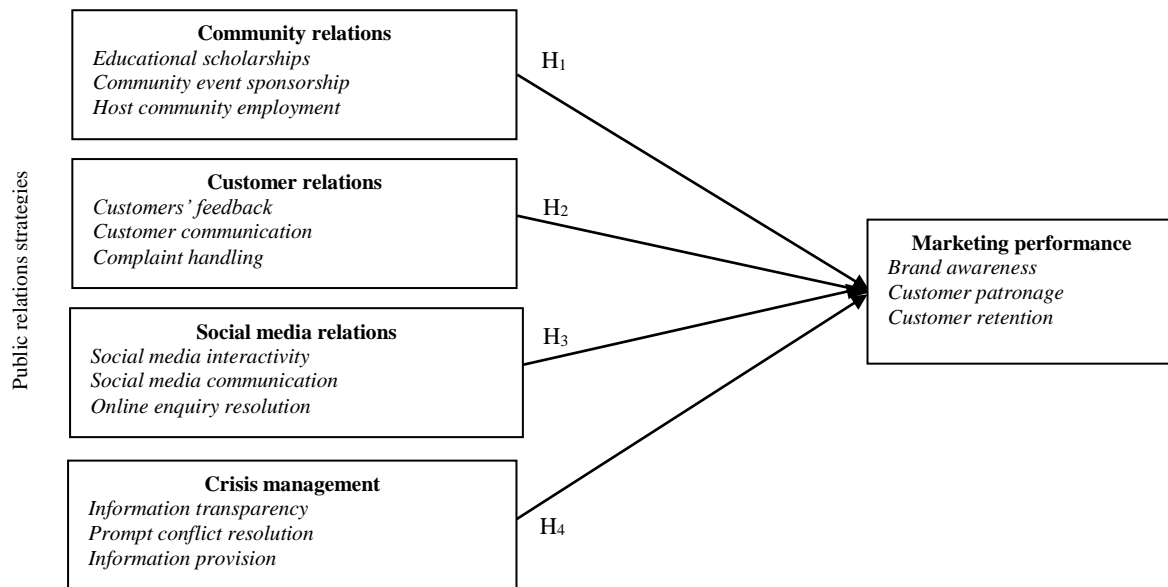 Public relations strategies
Community relations
Educational scholarships
Community event sponsorship
Host community employment
H1
Customer relations
Customers’ feedback
Customer communication
Complaint handling
H2
Social media relations
Social media interactivity
Social media communication
Online enquiry resolution
H3
Crisis management
Information transparency
Prompt conflict resolution
Information provision
H4
Marketing performance
Brand awareness
Customer patronage
Customer retention